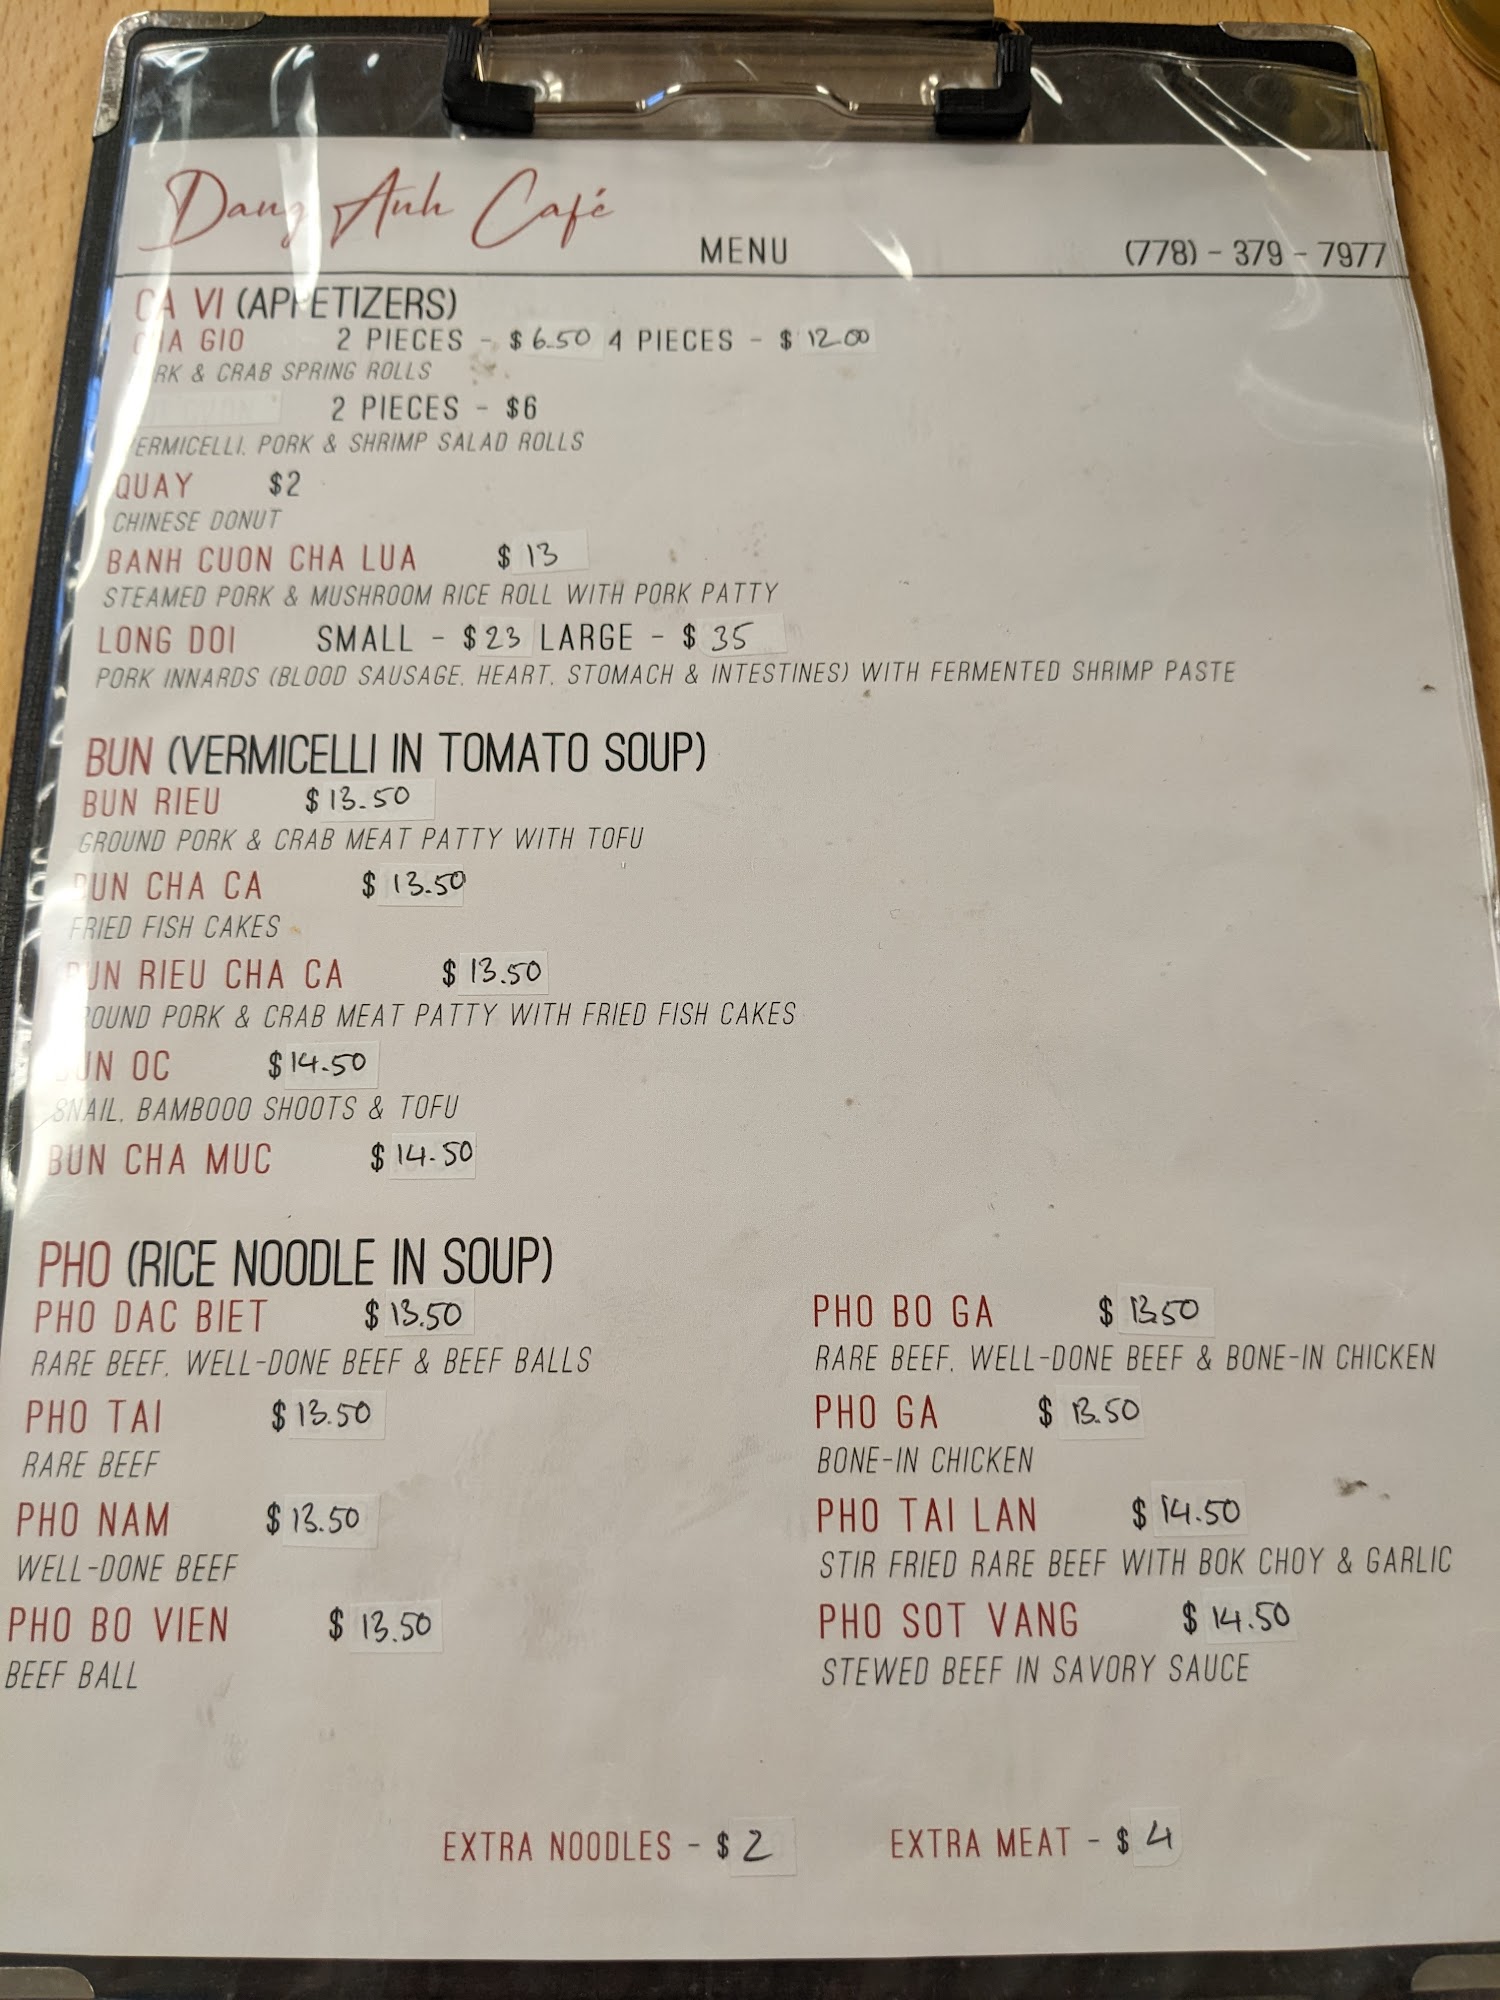 Dang Anh Café
MENU
(778) - 379 - 7977
CA VI (APPETIZERS)
CHA GIO 2 PIECES - $6.50 4 PIECES - $12.00
RK & CRAB SPRING ROLLS
2 PIECES - $6
ERMICELLI, PORK & SHRIMP SALAD ROLLS
QUAY $2
CHINESE DONUT
BANH CUON CHA LUA $13
STEAMED PORK & MUSHROOM RICE ROLL WITH PORK PATTY
LONG DOI SMALL - $23 LARGE - $35
PORK INNARDS (BLOOD SAUSAGE, HEART, STOMACH & INTESTINES) WITH FERMENTED SHRIMP PASTE
BUN (VERMICELLI IN TOMATO SOUP)
BUN RIEU $13.50
GROUND PORK & CRAB MEAT PATTY WITH TOFU
BUN CHA CA $13.50
FRIED FISH CAKES
BUN RIEU CHA CA $13.50
ROUND PORK & CRAB MEAT PATTY WITH FRIED FISH CAKES
BUN OC $14.50
SNAIL, BAMBOOO SHOOTS & TOFU
BUN CHA MUC $14.50
PHO (RICE NOODLE IN SOUP)
PHO DAC BIET $13.50
RARE BEEF, WELL-DONE BEEF & BEEF BALLS
PHO TAI $13.50
RARE BEEF
PHO NAM $13.50
WELL-DONE BEEF
PHO BO VIEN $13.50
BEEF BALL
PHO BO GA $13.50
RARE BEEF, WELL-DONE BEEF & BONE-IN CHICKEN
PHO GA $13.50
BONE-IN CHICKEN
PHO TAI LAN $14.50
STIR FRIED RARE BEEF WITH BOK CHOY & GARLIC
PHO SOT VANG $14.50
STEWED BEEF IN SAVORY SAUCE
EXTRA NOODLES - $2 EXTRA MEAT - $4